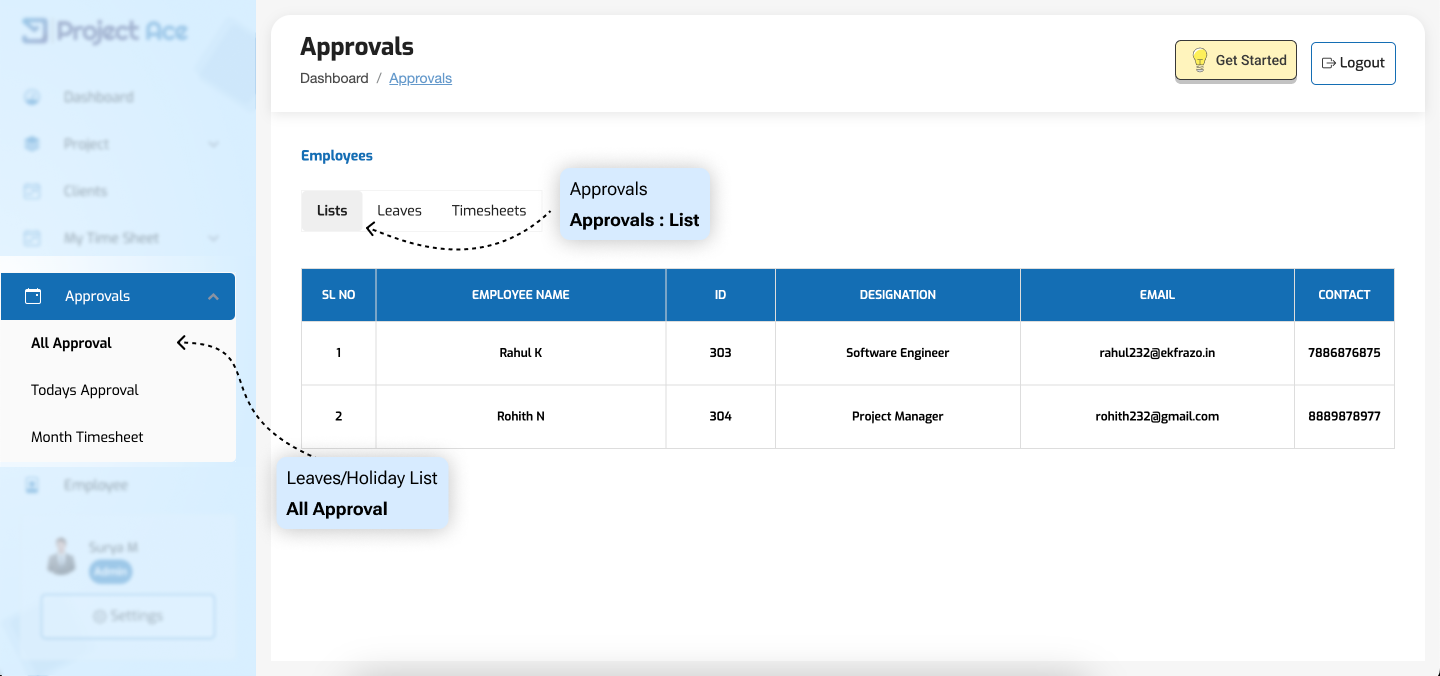 Project Ace
Dashboard
Project
Clients
My Time Sheet
Approvals
All Approval
Todays Approval
Month Timesheet
Employee
Surya M
Admin
Settings
Approvals
Dashboard / Approvals
Get Started
Logout
Employees
Lists Leaves Timesheets
Approvals
Approvals : List
SL NO EMPLOYEE NAME ID DESIGNATION EMAIL CONTACT
1 Rahul K 303 Software Engineer rahul232@ekfrazo.in 7886876875
2 Rohith N 304 Project Manager rohith232@gmail.com 8889878977
Leaves/Holiday List
All Approval